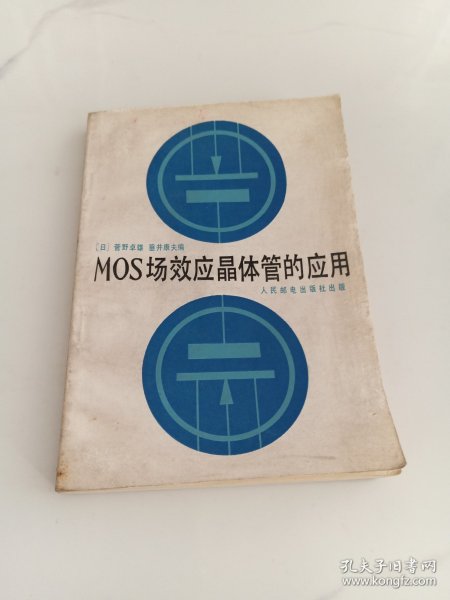 [日] 菅野卓雄 垂井康夫编
MOS场效应晶体管的应用
人民邮电出版社出版
孔夫子旧书网
www.kongfz.com